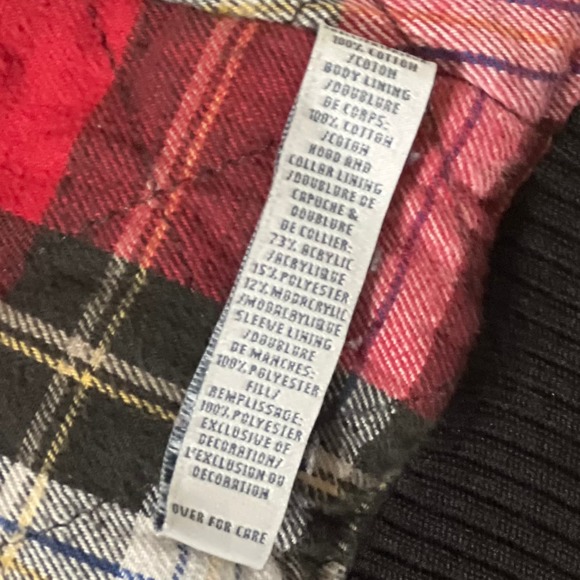 100% COTTON
/COTON
BODY LINING
/DOUBLURE
DE CORPS:
100% COTTON
/COTON
HOOD AND
COLLAR LINING
/DOUBLURE DE
CAPUCHE &
DOUBLURE
DE COLLIER:
73% ACRYLIC
/ACRYLIQUE
15% POLYESTER
12% MODACRYLIC
/MODACRYLIQUE
SLEEVE LINING
/DOUBLURE
DE MANCHES:
100% POLYESTER
FILL/
REMPLISSAGE:
100% POLYESTER
EXCLUSIVE OF
DECORATION/
L'EXCLUSION DU
DECORATION
OVER FOR CARE